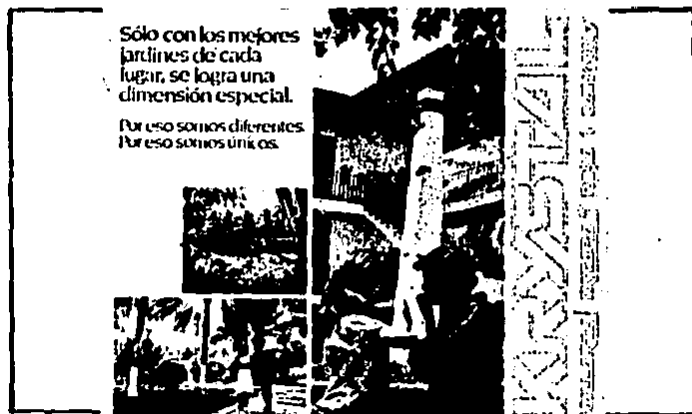 Sólo con los mejores
jardines de cada
lugar, se logra una
dimensión especial.
Por eso somos diferentes.
Por eso somos únicos.
KRYSTAL